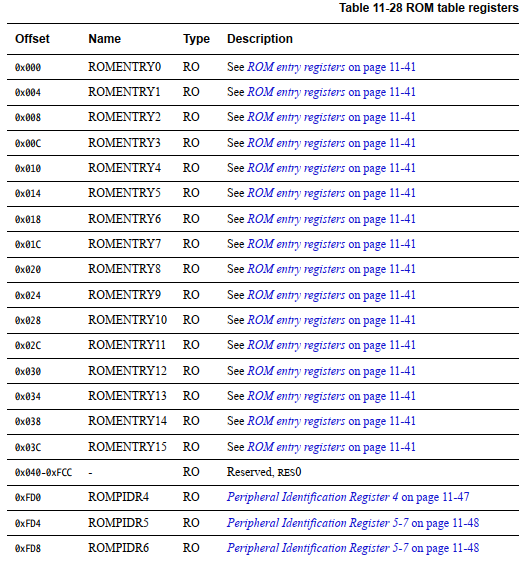 Table 11-28 ROM table registers
Offset Name Type Description
0x000 ROMENTRY0 RO See ROM entry registers on page 11-41
0x004 ROMENTRY1 RO See ROM entry registers on page 11-41
0x008 ROMENTRY2 RO See ROM entry registers on page 11-41
0x00C ROMENTRY3 RO See ROM entry registers on page 11-41
0x010 ROMENTRY4 RO See ROM entry registers on page 11-41
0x014 ROMENTRY5 RO See ROM entry registers on page 11-41
0x018 ROMENTRY6 RO See ROM entry registers on page 11-41
0x01C ROMENTRY7 RO See ROM entry registers on page 11-41
0x020 ROMENTRY8 RO See ROM entry registers on page 11-41
0x024 ROMENTRY9 RO See ROM entry registers on page 11-41
0x028 ROMENTRY10 RO See ROM entry registers on page 11-41
0x02C ROMENTRY11 RO See ROM entry registers on page 11-41
0x030 ROMENTRY12 RO See ROM entry registers on page 11-41
0x034 ROMENTRY13 RO See ROM entry registers on page 11-41
0x038 ROMENTRY14 RO See ROM entry registers on page 11-41
0x03C ROMENTRY15 RO See ROM entry registers on page 11-41
0x040-0xFCC - RO Reserved, RES0
0xFD0 ROMPIDR4 RO Peripheral Identification Register 4 on page 11-47
0xFD4 ROMPIDR5 RO Peripheral Identification Register 5-7 on page 11-48
0xFD8 ROMPIDR6 RO Peripheral Identification Register 5-7 on page 11-48